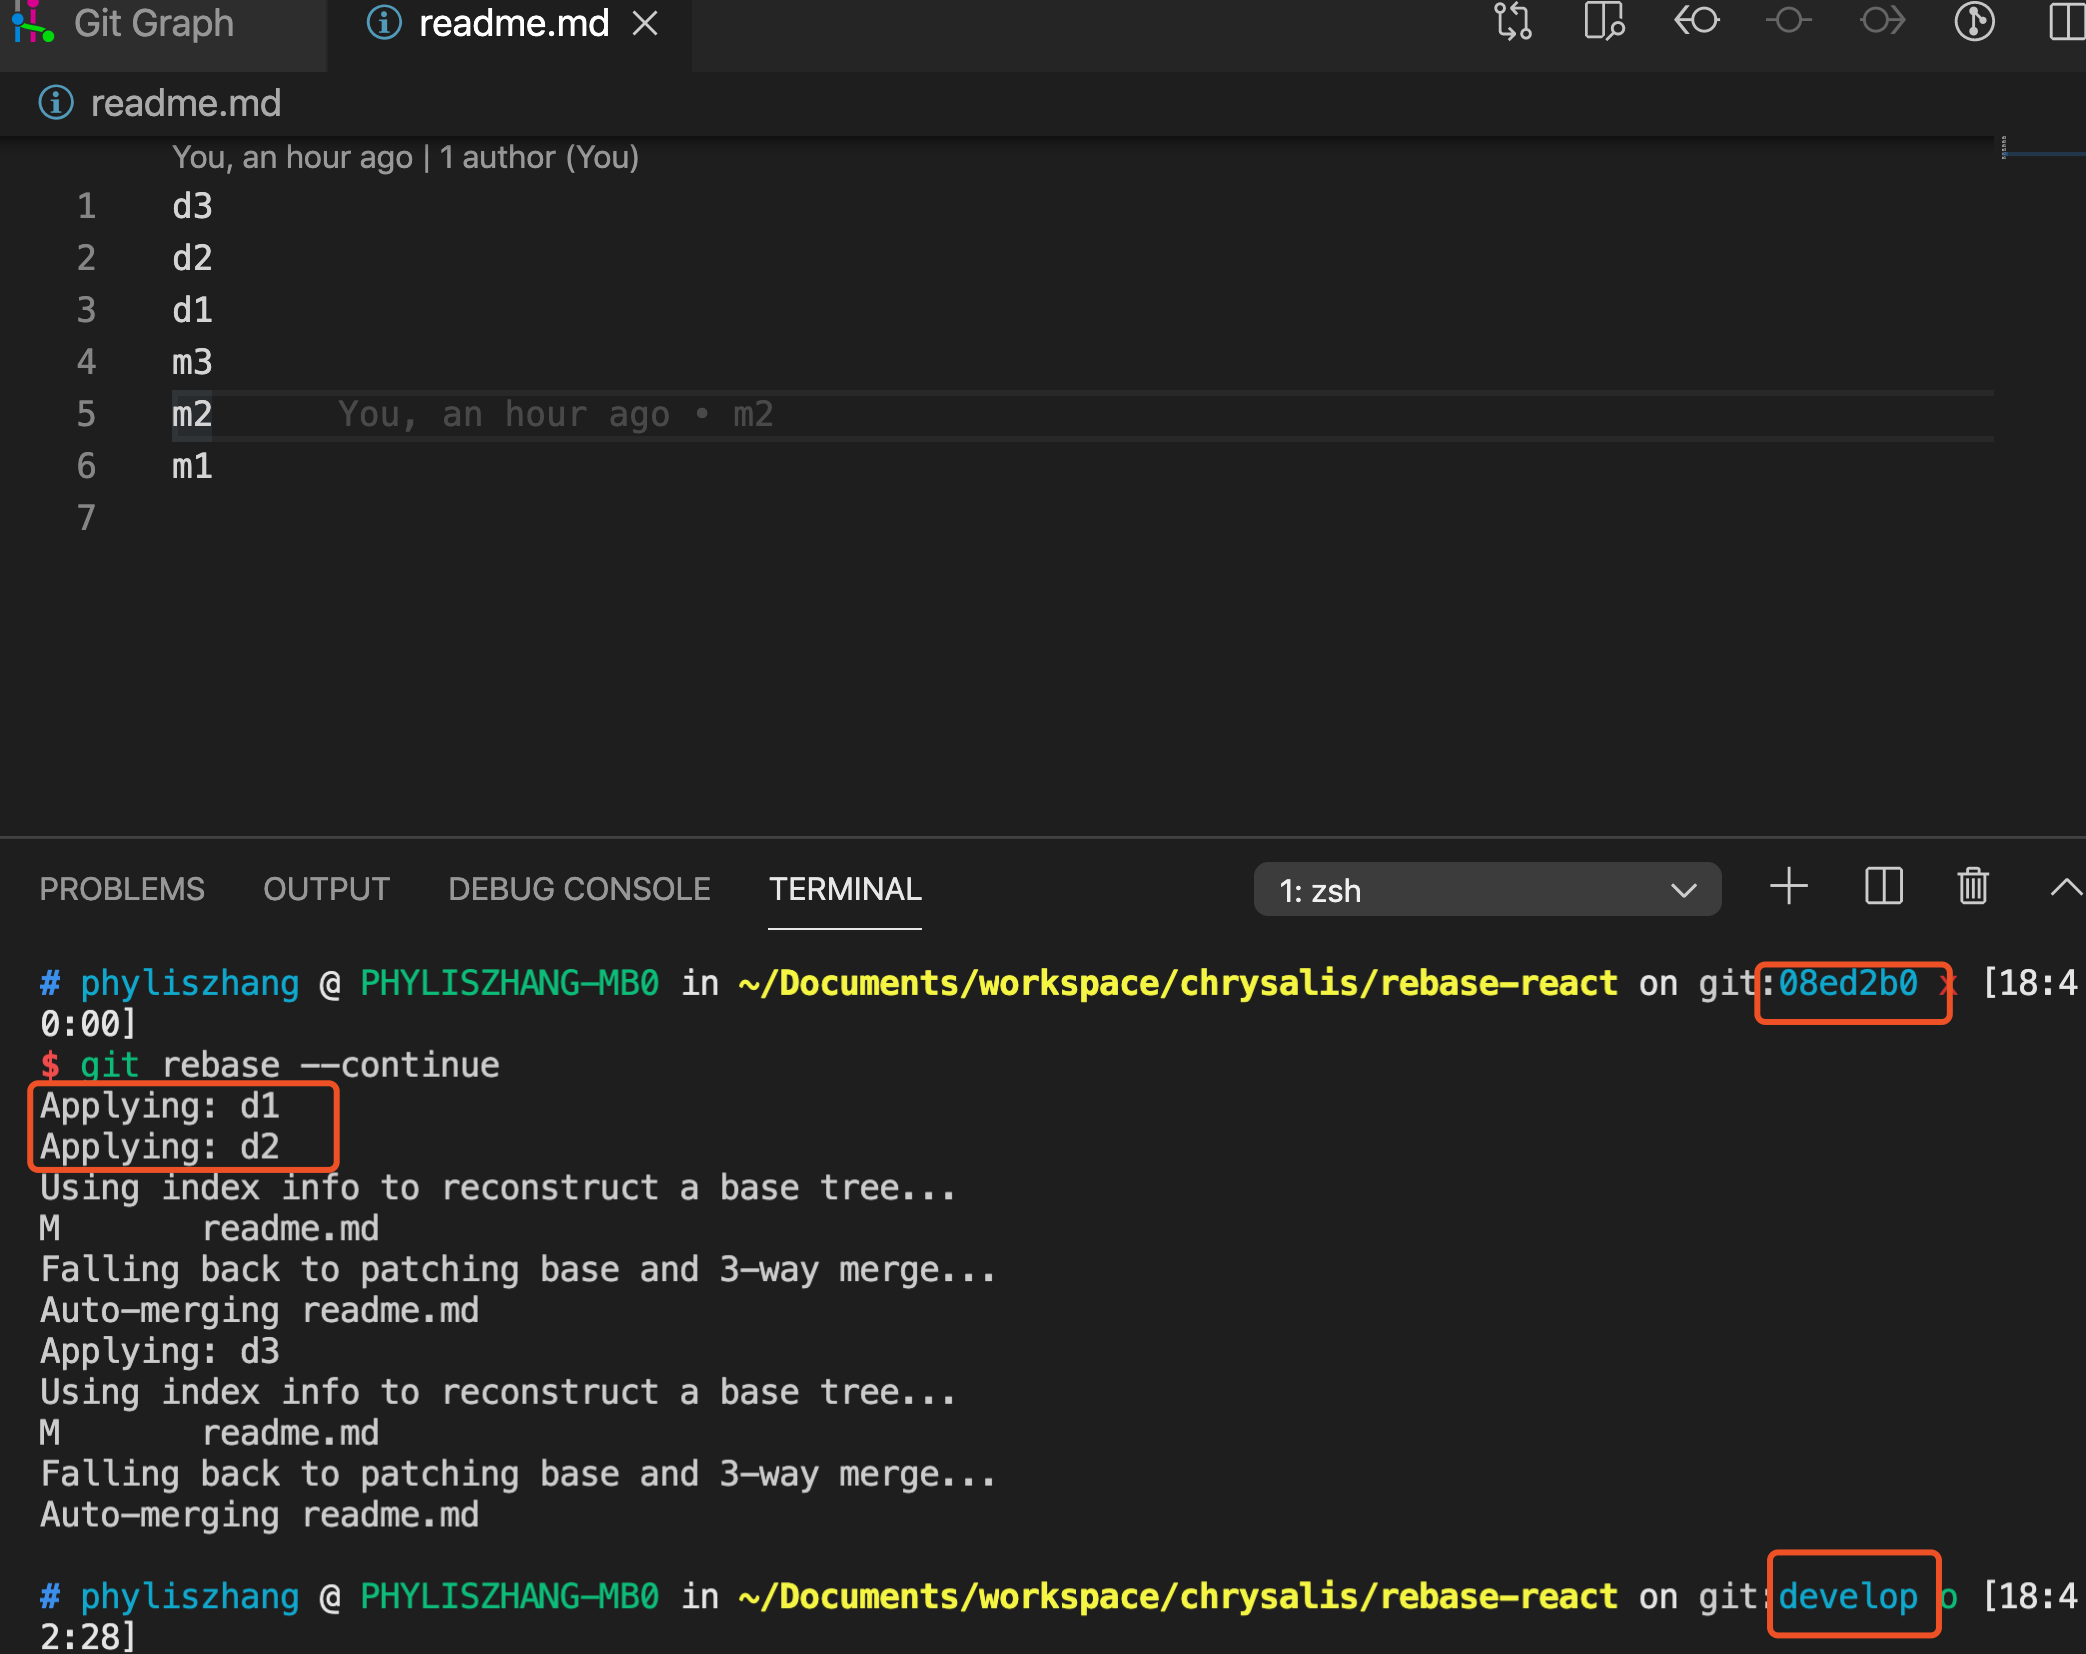 Git Graph readme.md
readme.md
You, an hour ago | 1 author (You)
1 d3
2 d2
3 d1
4 m3
5 m2 You, an hour ago • m2
6 m1
7
PROBLEMS OUTPUT DEBUG CONSOLE TERMINAL 1: zsh
# phyliszhang @ PHYLISZHANG-MB0 in ~/Documents/workspace/chrysalis/rebase-react on git:08ed2b0 x [18:4
0:00]
$ git rebase --continue
Applying: d1
Applying: d2
Using index info to reconstruct a base tree...
M readme.md
Falling back to patching base and 3-way merge...
Auto-merging readme.md
Applying: d3
Using index info to reconstruct a base tree...
M readme.md
Falling back to patching base and 3-way merge...
Auto-merging readme.md
# phyliszhang @ PHYLISZHANG-MB0 in ~/Documents/workspace/chrysalis/rebase-react on git:develop o [18:4
2:28]